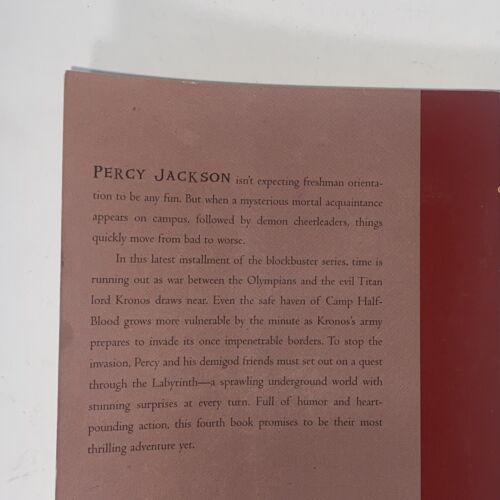 PERCY JACKSON isn't expecting freshman orienta-
tion to be any fun. But when a mysterious mortal acquaintance
appears on campus, followed by demon cheerleaders, things
quickly move from bad to worse.
In this latest installment of the blockbuster series, time is
running out as war between the Olympians and the evil Titan
lord Kronos draws near. Even the safe haven of Camp Half-
Blood grows more vulnerable by the minute as Kronos's army
prepares to invade its once impenetrable borders. To stop the
invasion, Percy and his demigod friends must set out on a quest
through the Labyrinth—a sprawling underground world with
stunning surprises at every turn. Full of humor and heart-
pounding action, this fourth book promises to be their most
thrilling adventure yet.